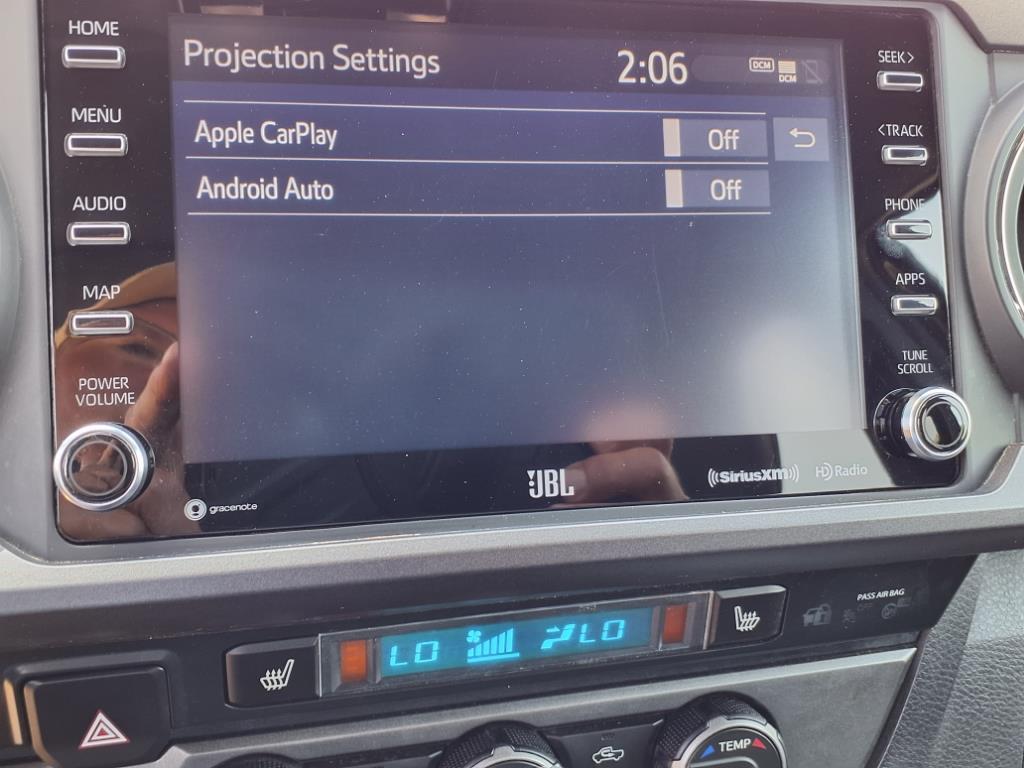 HOME
MENU
AUDIO
MAP
POWER
VOLUME
Projection Settings
2:06
DCM
DCM
Apple CarPlay
Off
Android Auto
Off
SEEK>
<TRACK
PHONE
APPS
TUNE
SCROLL
gracenote
JBL
((SiriusXM))
HD Radio
LO
LO
PASS AIR BAG
TEMP